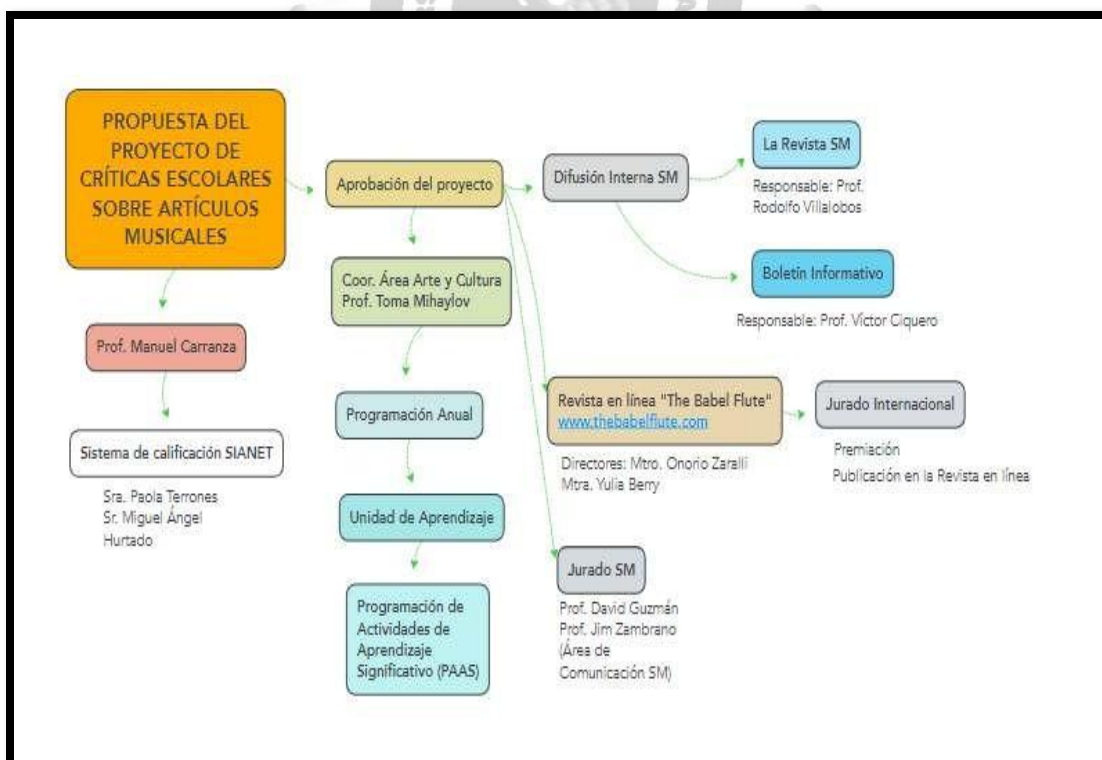 PROPUESTA DEL
PROYECTO DE
CRÍTICAS ESCOLARES
SOBRE ARTÍCULOS
MUSICALES
Prof. Manuel Carranza
Sistema de calificación SIANET
Sra. Paola Terrones
Sr. Miguel Ángel
Hurtado
Aprobación del proyecto
Coor. Área Arte y Cultura
Prof. Toma Mihaylov
Programación Anual
Unidad de Aprendizaje
Programación de
Actividades de
Aprendizaje
Significativo (PAAS)
Difusión Interna SM
La Revista SM
Responsable: Prof.
Rodolfo Villalobos
Boletín Informativo
Responsable: Prof. Víctor Ciquero
Revista en línea "The Babel Flute"
www.thebabelflute.com
Directores: Mtro. Onorio Zaralli
Mtra. Yulia Berry
Jurado Internacional
Premiación
Publicación en la Revista en línea
Jurado SM
Prof. David Guzmán
Prof. Jim Zambrano
(Área de
Comunicación SM)